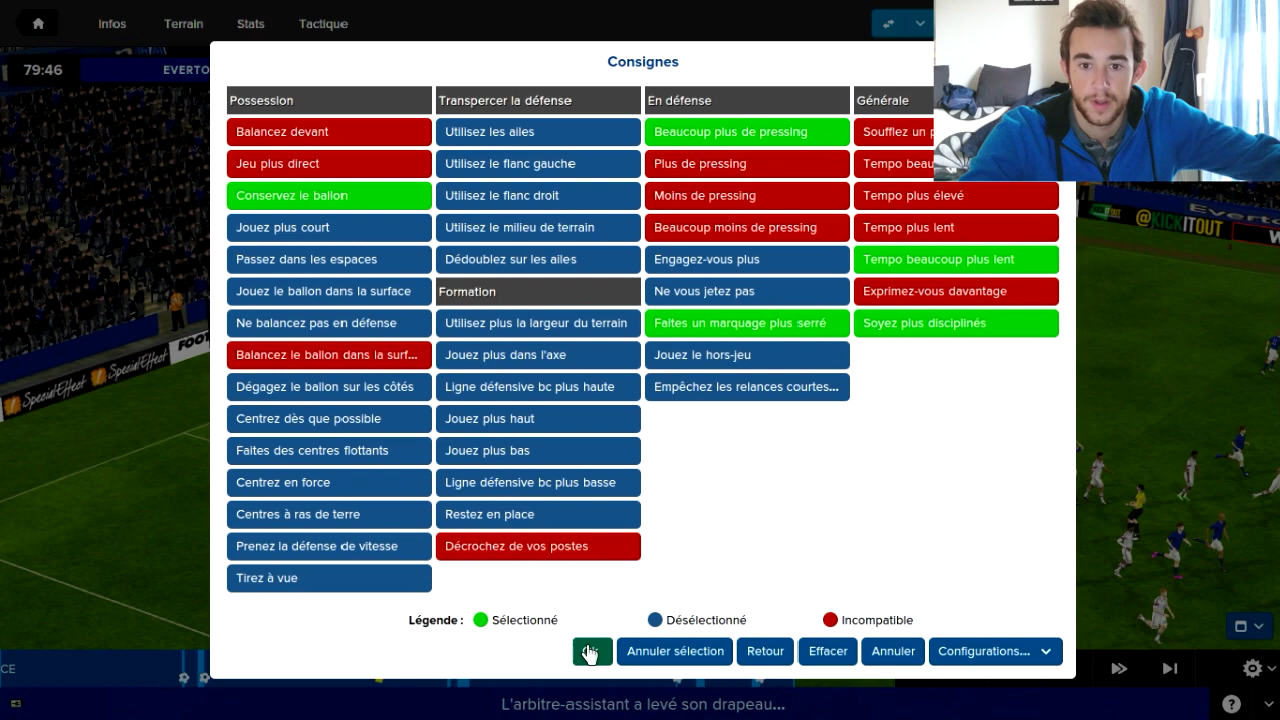 Infos Terrain Stats Tactique
79:46 EVERTO
Consignes
Possession
Balancez devant
Jeu plus direct
Conservez le ballon
Jouez plus court
Passez dans les espaces
Jouez le ballon dans la surface
Ne balancez pas en défense
Balancez le ballon dans la surf...
Dégagez le ballon sur les côtés
Centrez dès que possible
Faites des centres flottants
Centrez en force
Centres à ras de terre
Prenez la défense de vitesse
Tirez à vue
Transpercer la défense
Utilisez les ailes
Utilisez le flanc gauche
Utilisez le flanc droit
Utilisez le milieu de terrain
Dédoublez sur les ailes
Formation
Utilisez plus la largeur du terrain
Jouez plus dans l'axe
Ligne défensive bc plus haute
Jouez plus haut
Jouez plus bas
Ligne défensive bc plus basse
Restez en place
Décrochez de vos postes
En défense
Beaucoup plus de pressing
Plus de pressing
Moins de pressing
Beaucoup moins de pressing
Engagez-vous plus
Ne vous jetez pas
Faites un marquage plus serré
Jouez le hors-jeu
Empêchez les relances courtes...
Générale
Soufflez un p
Tempo beau
Tempo plus élevé
Tempo plus lent
Tempo beaucoup plus lent
Exprimez-vous davantage
Soyez plus disciplinés
Légende : Sélectionné Désélectionné Incompatible
Annuler sélection Retour Effacer Annuler Configurations....
SpecialEffect SpecialEffect FOOT
@KICKITOUT Everto
CE
L'arbitre-assistant a levé son drapeau...